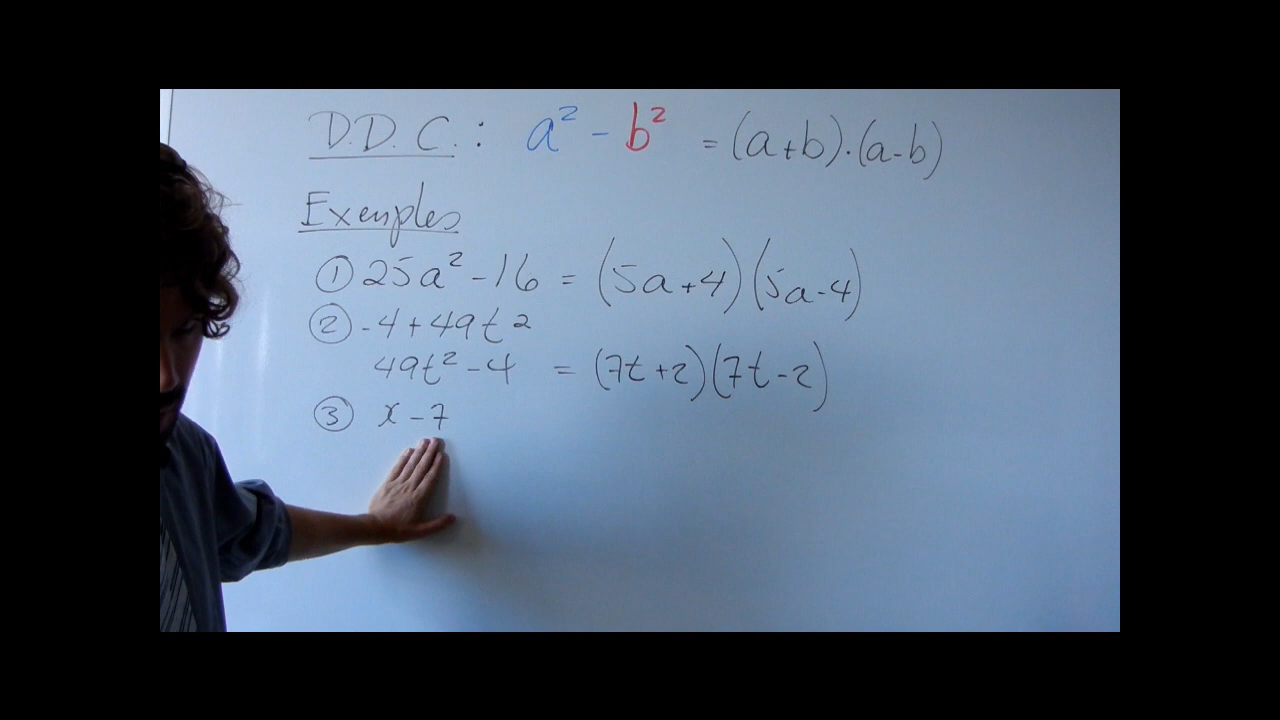 D.D.C.: a² - b² = (a+b)·(a-b)
Exemples
① 25a² - 16 = (5a+4)(5a-4)
② -4+49t²
49t² - 4 = (7t+2)(7t-2)
③ x - 7